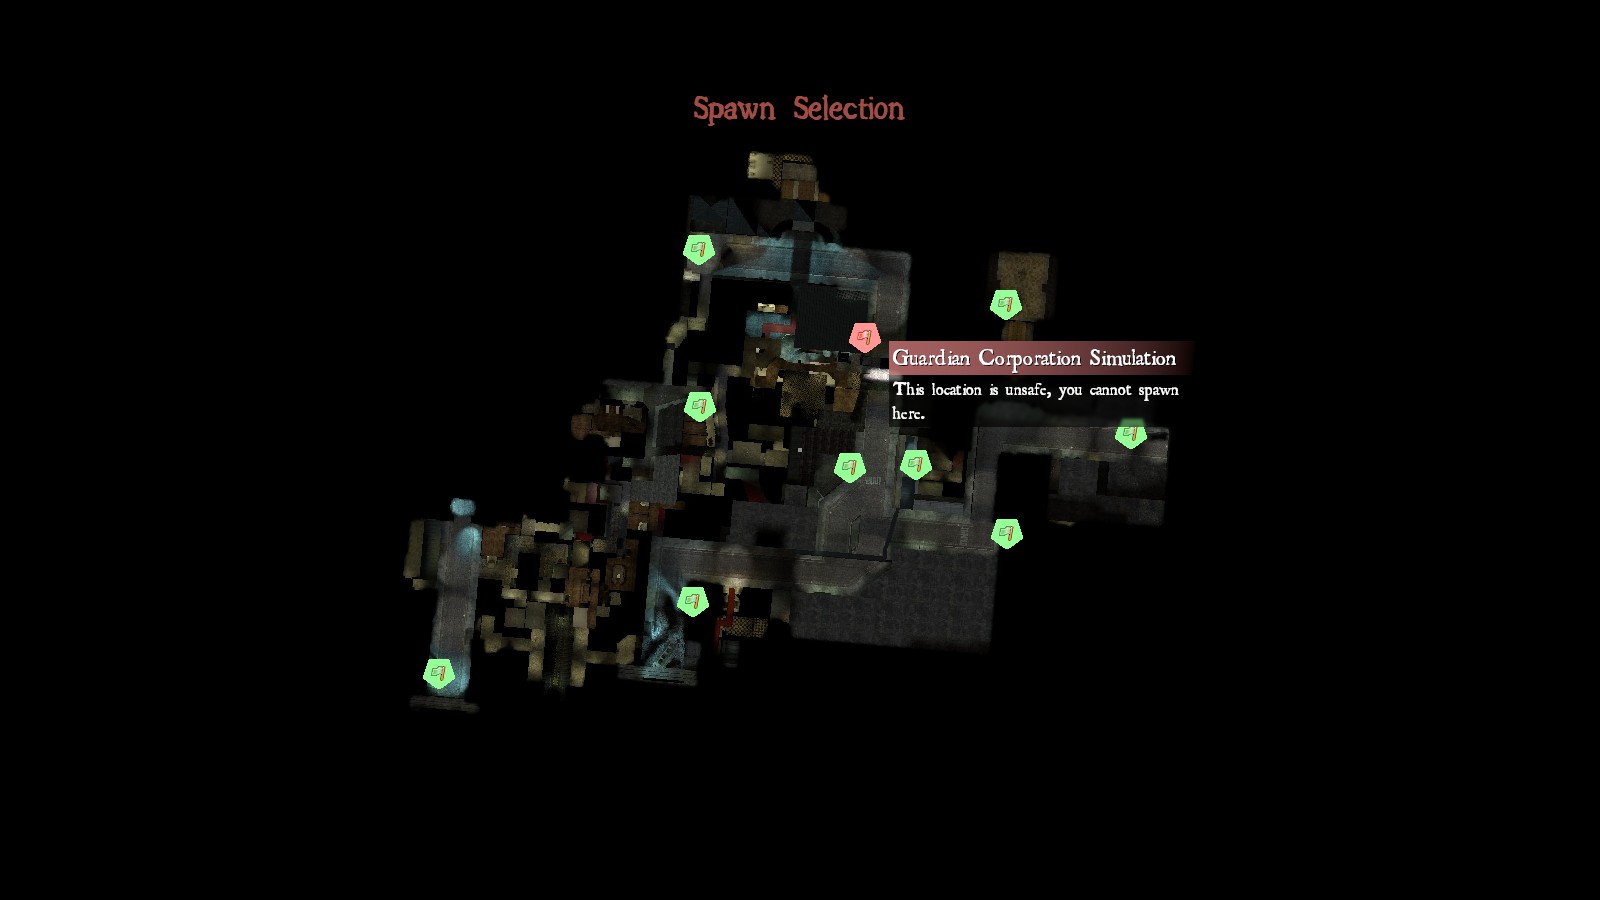 Spawn Selection
Guardian Corporation Simulation
This location is unsafe, you cannot spawn
here.